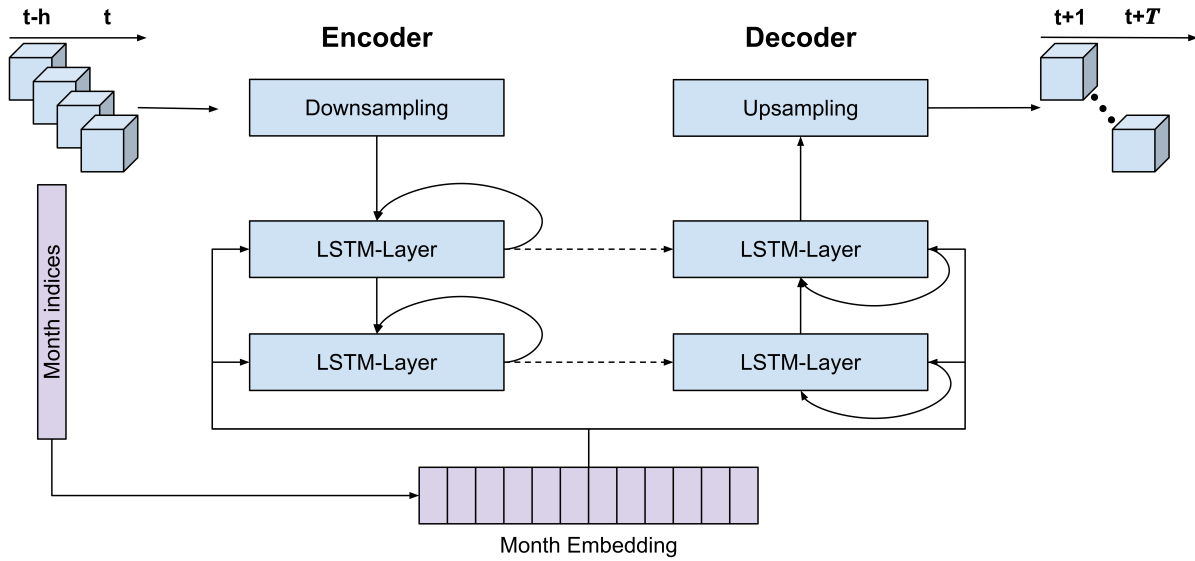 t-h t
Encoder
Decoder
t+1 t+T
Downsampling
Upsampling
LSTM-Layer
LSTM-Layer
Month indices
LSTM-Layer
LSTM-Layer
Month Embedding